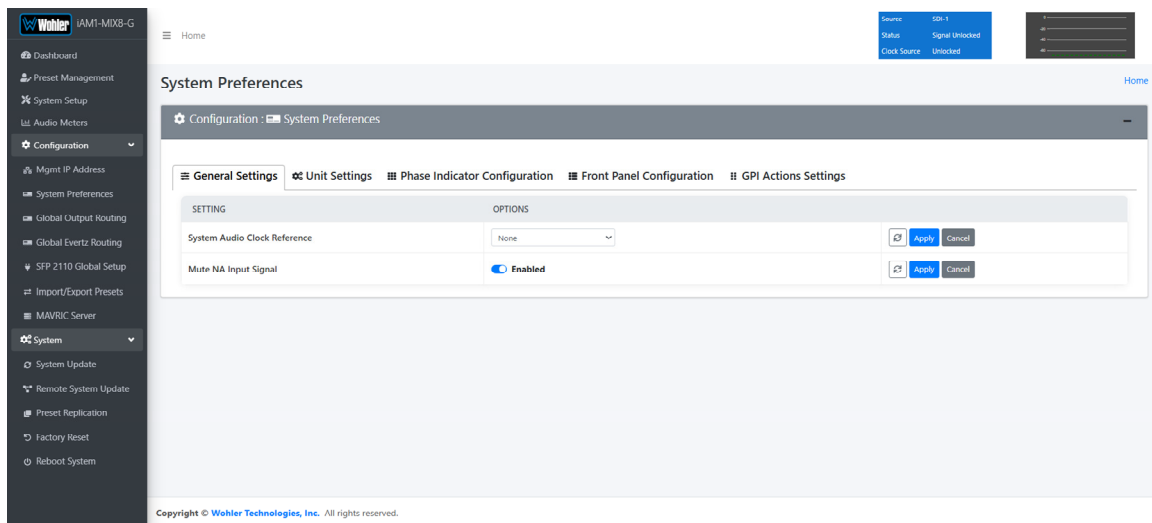 Wohler iAM1-MIX8-G
Dashboard
Preset Management
System Setup
Audio Meters
Configuration
Mgmt IP Address
System Preferences
Global Output Routing
Global Evertz Routing
SFP 2110 Global Setup
Import/Export Presets
MAVRIC Server
System
System Update
Remote System Update
Preset Replication
Factory Reset
Reboot System
Home
Source SDI-1
Status Signal Unlocked
Clock Source Unlocked
System Preferences
Home
Configuration : System Preferences
General Settings Unit Settings Phase Indicator Configuration Front Panel Configuration GPI Actions Settings
SETTING OPTIONS
System Audio Clock Reference None Apply Cancel
Mute NA Input Signal Enabled Apply Cancel
Copyright © Wohler Technologies, Inc. All rights reserved.